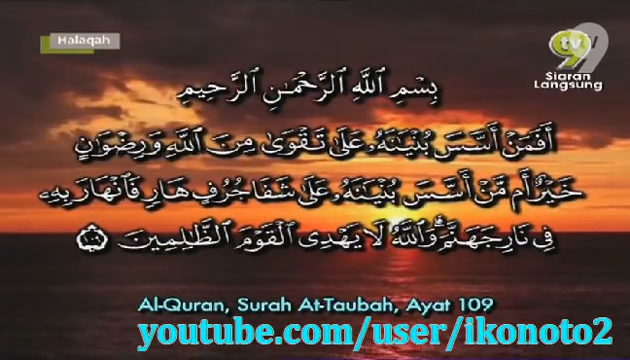 Halaqah
tv9
Siaran
Langsung
بِسْمِ ٱللَّهِ ٱلرَّحْمَـٰنِ ٱلرَّحِيمِ
أَفَمَنْ أَسَّسَ بُنْيَـٰنَهُۥ عَلَىٰ تَقْوَىٰ مِنَ ٱللَّهِ وَرِضْوَٰنٍ
خَيْرٌ أَم مَّنْ أَسَّسَ بُنْيَـٰنَهُۥ عَلَىٰ شَفَا جُرُفٍ هَارٍ فَٱنْهَارَ بِهِۦ
فِى نَارِ جَهَنَّمَ ۗ وَٱللَّهُ لَا يَهْدِى ٱلْقَوْمَ ٱلظَّـٰلِمِينَ ١٠٩
Al-Quran, Surah At-Taubah, Ayat 109
youtube.com/user/ikonoto2